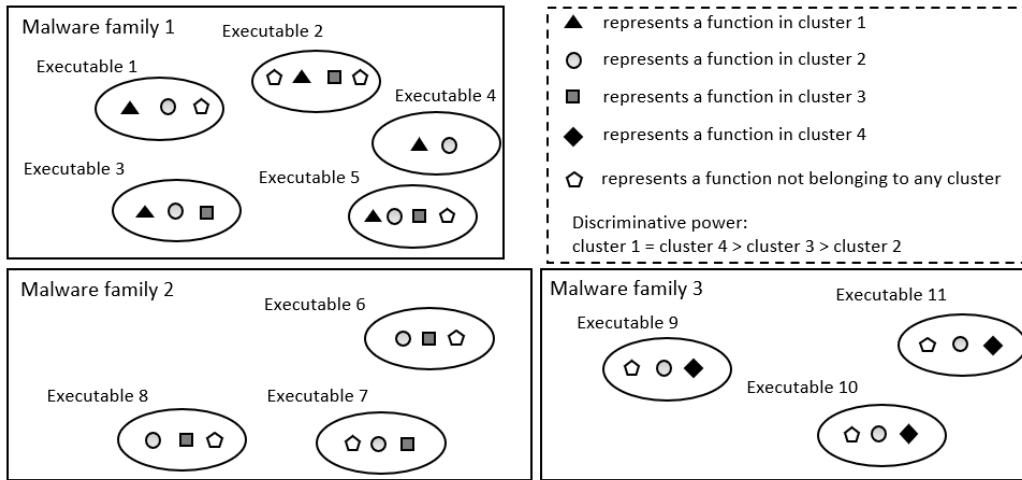 Malware family 1
Executable 2
Executable 1
Executable 4
Executable 3
Executable 5
represents a function in cluster 1
represents a function in cluster 2
represents a function in cluster 3
represents a function in cluster 4
represents a function not belonging to any cluster
Discriminative power:
cluster 1 = cluster 4 > cluster 3 > cluster 2
Malware family 2
Executable 6
Executable 8
Executable 7
Malware family 3
Executable 11
Executable 9
Executable 10